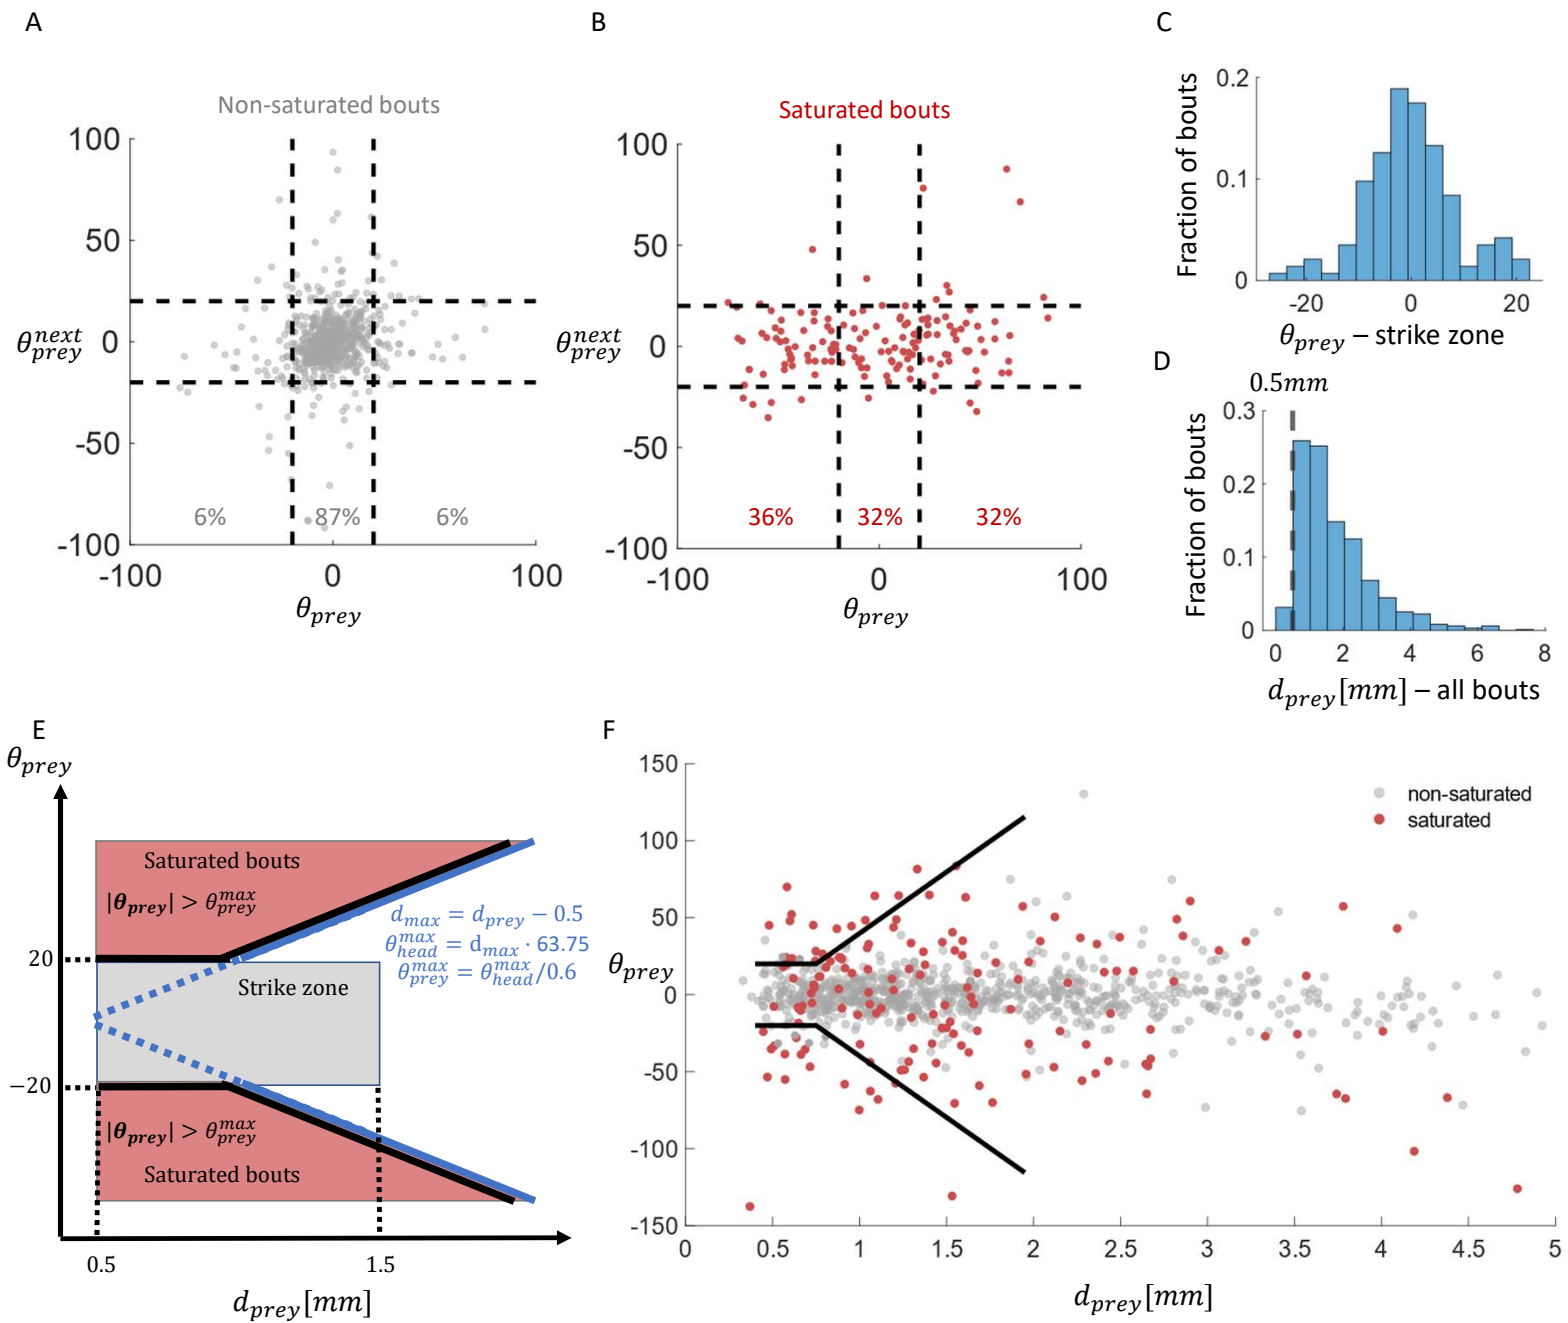 A
Non-saturated bouts
100
50
0
-50
-100
θ_prey^next
6%
87%
6%
-100
0
100
θ_prey
B
Saturated bouts
100
50
0
-50
-100
θ_prey^next
36%
32%
32%
-100
0
100
θ_prey
C
0.2
0.1
0
Fraction of bouts
-20
0
20
θ_prey – strike zone
D
0.5mm
0.3
0.2
0.1
0
Fraction of bouts
0
2
4
6
8
d_prey[mm] – all bouts
E
θ_prey
Saturated bouts
|θ_prey| > θ_prey^max
d_max = d_prey − 0.5
θ_head^max = d_max · 63.75
θ_prey^max = θ_head^max/0.6
20
Strike zone
−20
|θ_prey| > θ_prey^max
Saturated bouts
0.5
1.5
d_prey[mm]
F
150
100
50
0
-50
-100
-150
θ_prey
non-saturated
saturated
0
0.5
1
1.5
2
2.5
3
3.5
4
4.5
5
d_prey[mm]